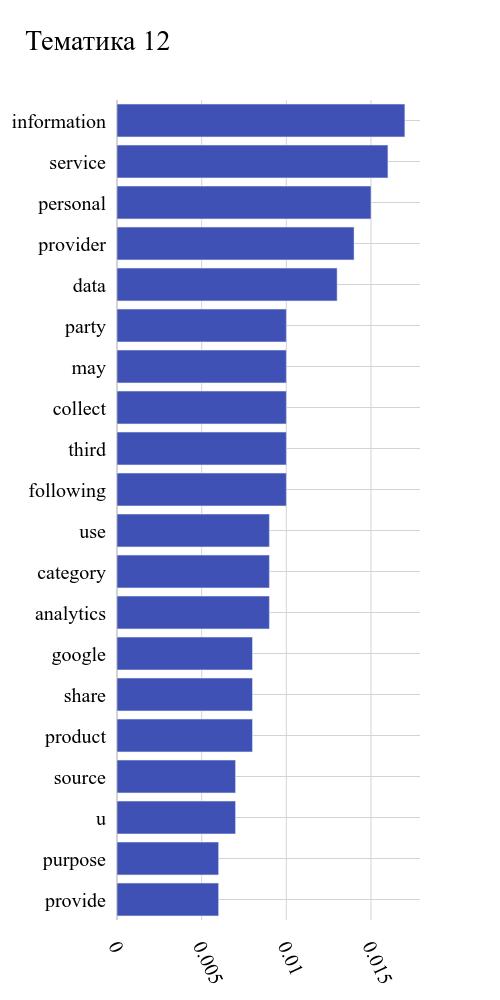 Тематика 12
information
service
personal
provider
data
party
may
collect
third
following
use
category
analytics
google
share
product
source
u
purpose
provide
0
0.005
0.01
0.015